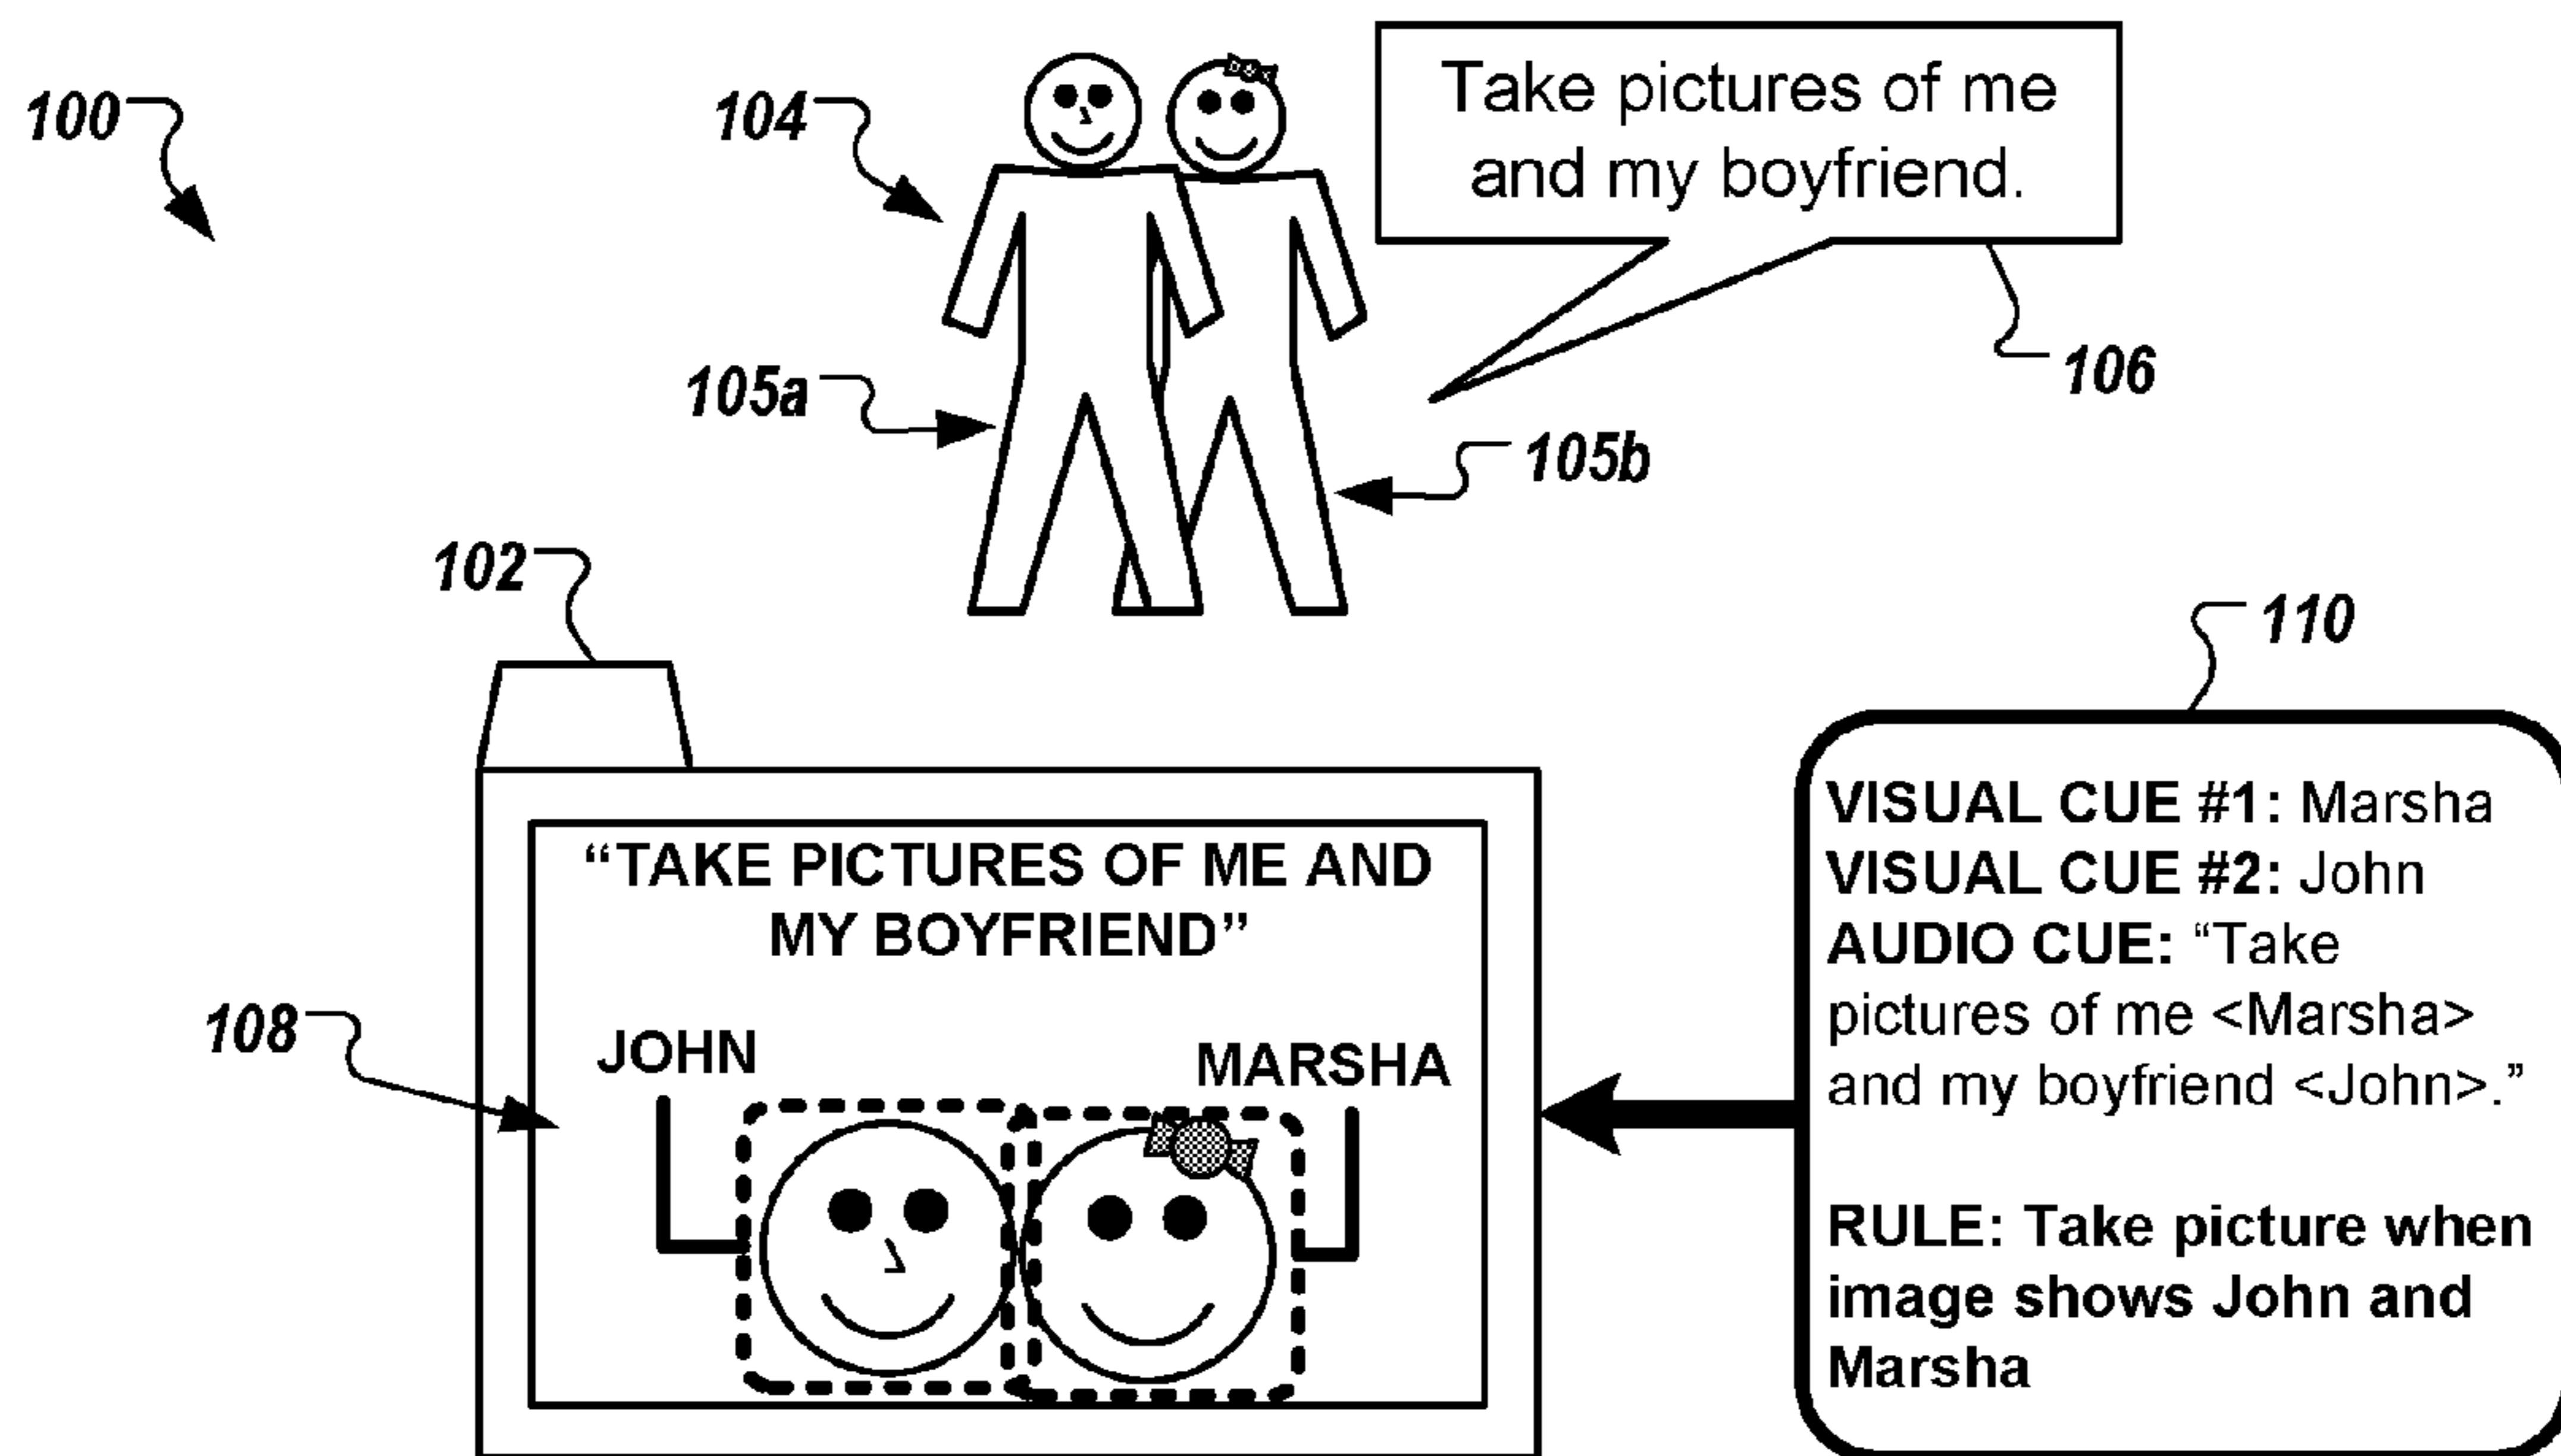 100
104
Take pictures of me
and my boyfriend.
106
105a
105b
102
110
"TAKE PICTURES OF ME AND
MY BOYFRIEND"
108
JOHN
MARSHA
VISUAL CUE #1: Marsha
VISUAL CUE #2: John
AUDIO CUE: “Take
pictures of me <Marsha>
and my boyfriend <John>.”
RULE: Take picture when
image shows John and
Marsha